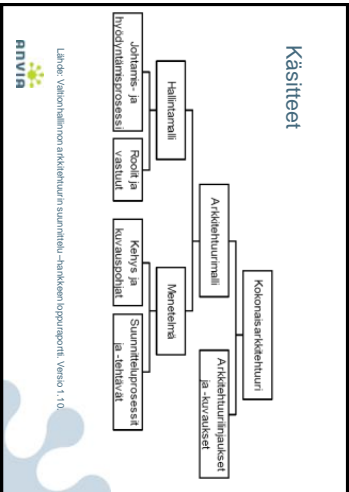 Käsitteet
Kokonaisarkkitehtuuri
Arkkitehtuurimalli
Arkkitehtuurilinjaukset
ja -kuvaukset
Hallintamalli
Menetelmä
Johtamis- ja
hyödyntämisprosessi
Roolit ja
vastuut
Kehys ja
kuvauspohjat
Suunnitteluprosessit
ja -tehtävät
Lähde: Valtionhallinnon arkkitehtuurin suunnittelu –hankkeen loppuraportti. Versio 1.10.
ANVIA